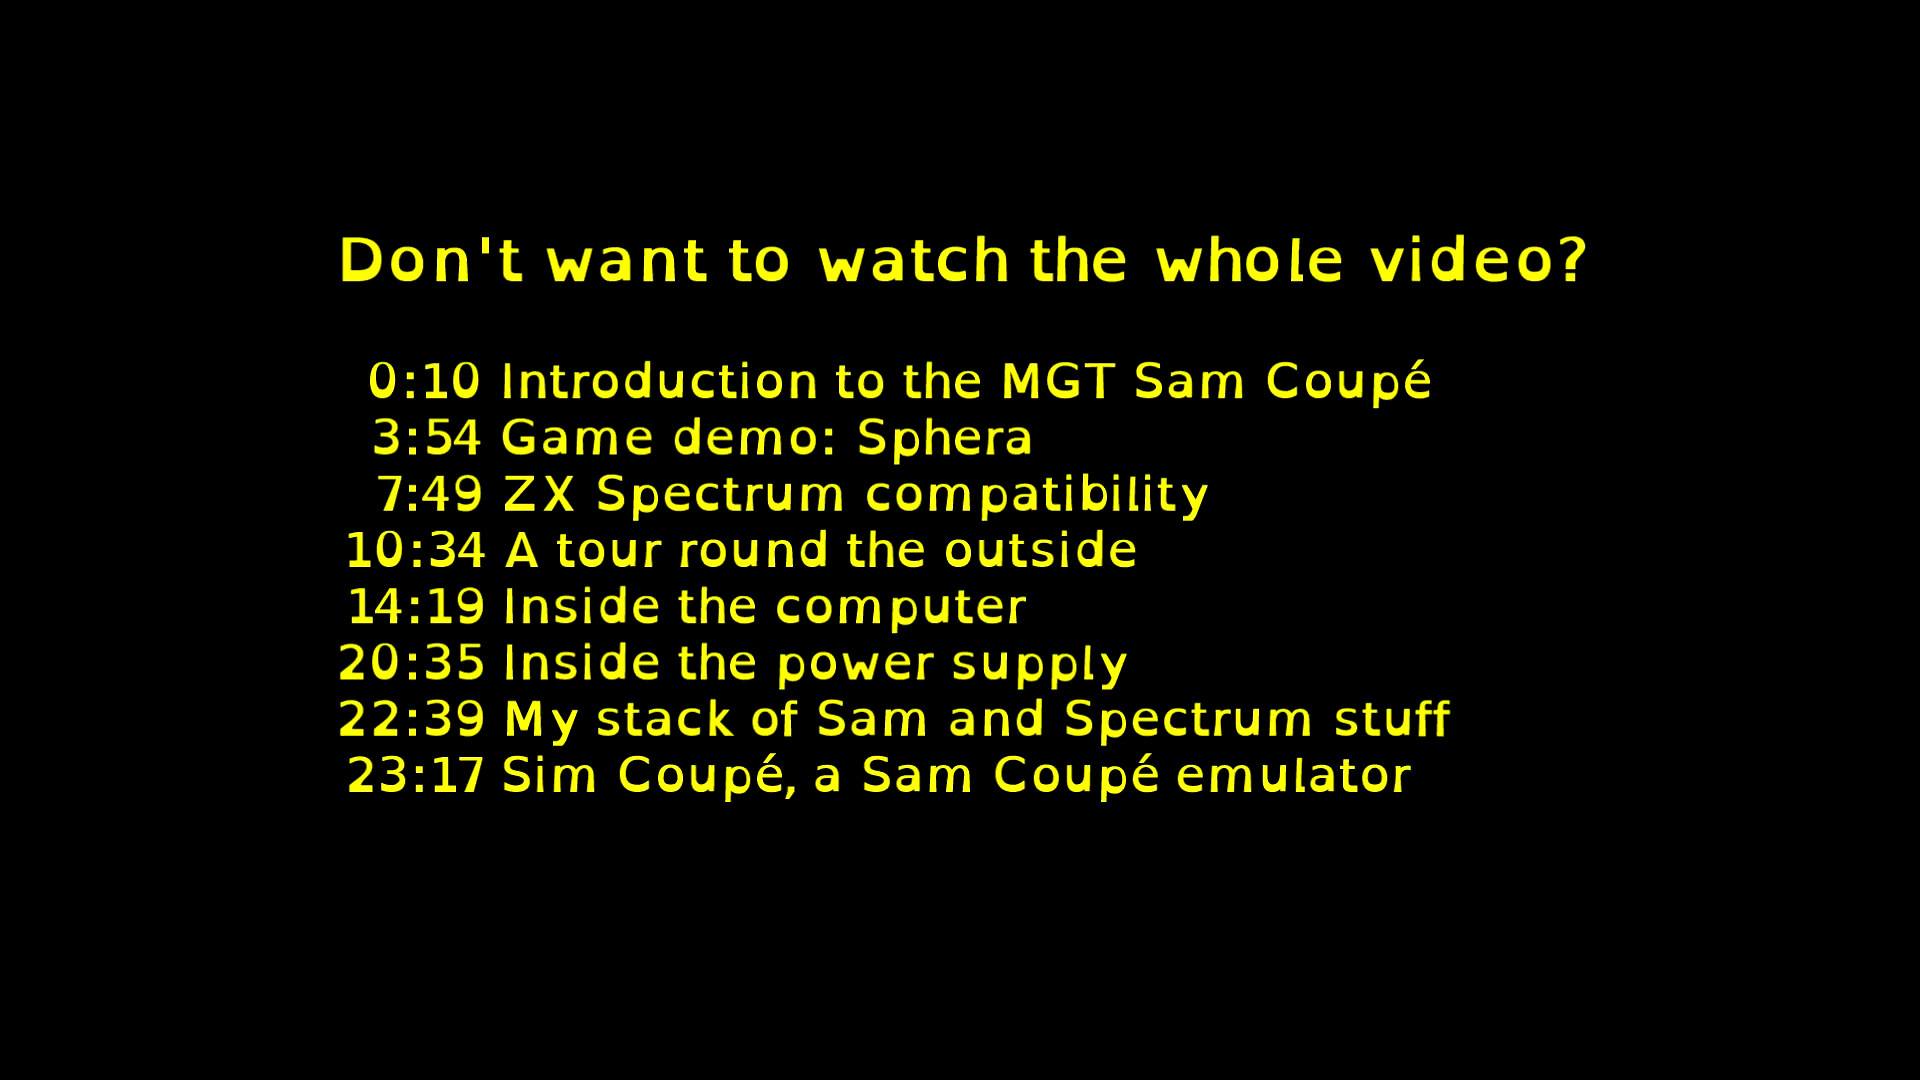 Don't want to watch the whole video?
0:10 Introduction to the MGT Sam Coupé
3:54 Game demo: Sphera
7:49 ZX Spectrum compatibility
10:34 A tour round the outside
14:19 Inside the computer
20:35 Inside the power supply
22:39 My stack of Sam and Spectrum stuff
23:17 Sim Coupé, a Sam Coupé emulator